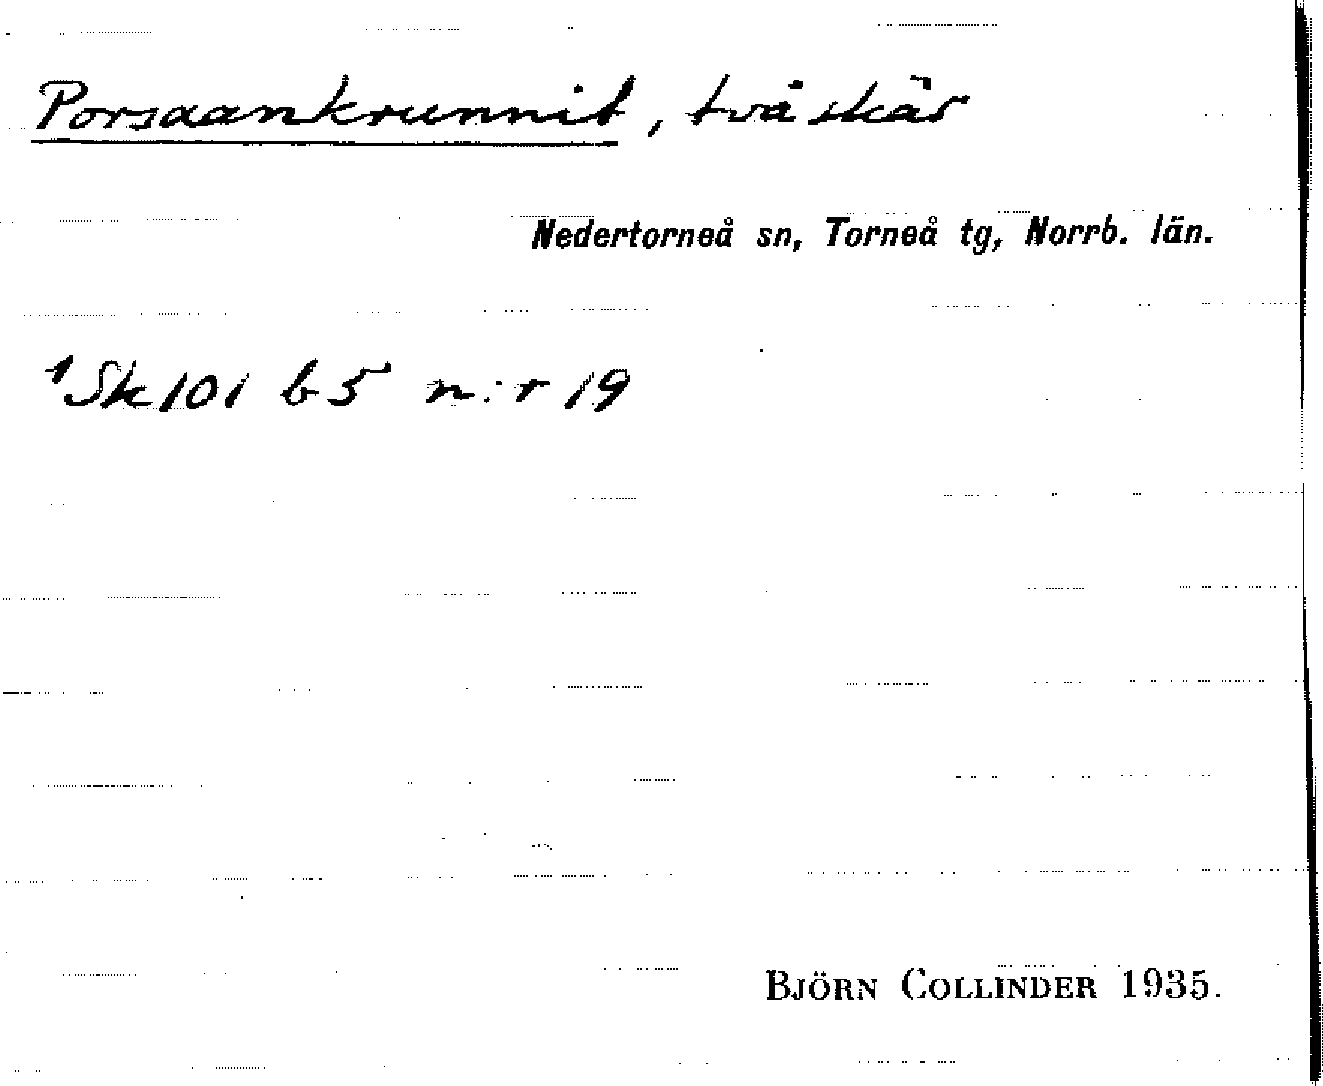 Porsaankrunnit, två skär
Nedertorneå sn, Torneå tg, Norrb. län.
¹Sk 101 b5 n:r 19
BJÖRN COLLINDER 1935.